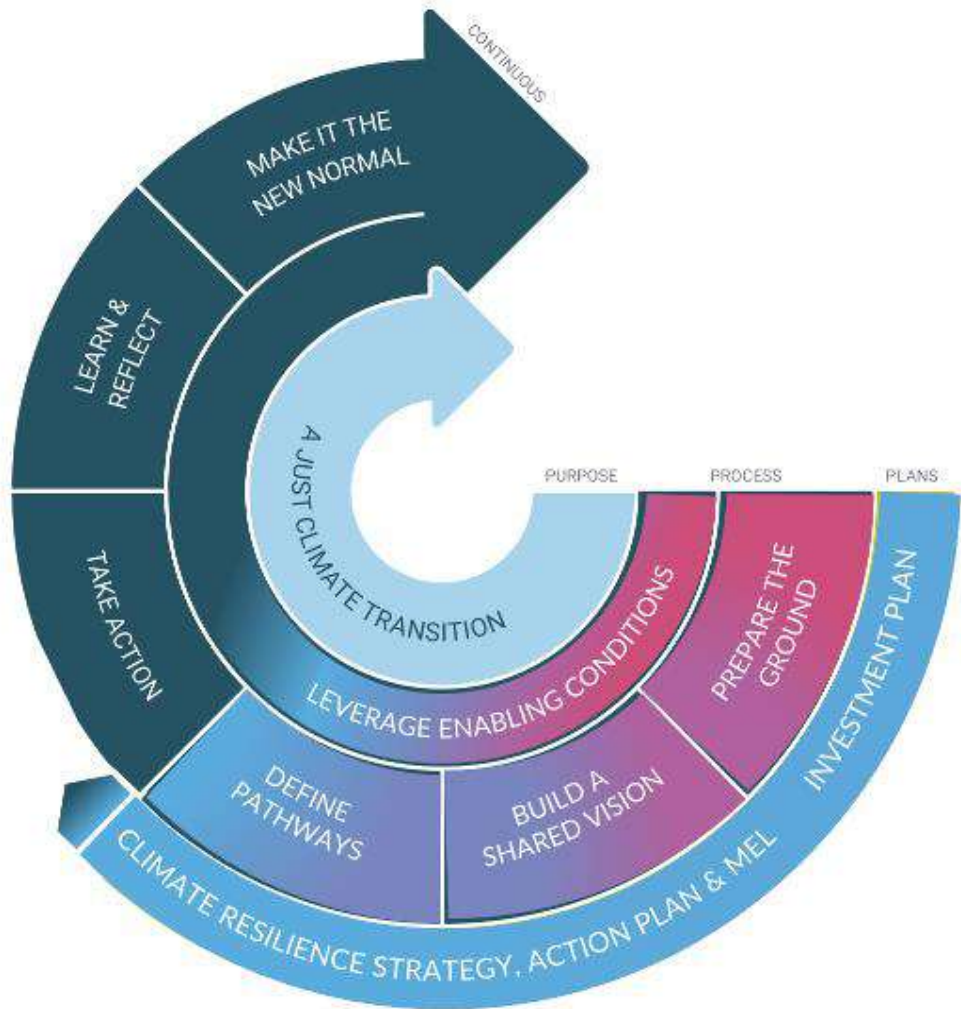 CONTINUOUS
MAKE IT THE
NEW NORMAL
LEARN &
REFLECT
TAKE ACTION
A JUST CLIMATE TRANSITION
PURPOSE
PROCESS
PLANS
LEVERAGE ENABLING CONDITIONS
PREPARE THE
GROUND
BUILD A
SHARED VISION
DEFINE
PATHWAYS
CLIMATE RESILIENCE STRATEGY, ACTION PLAN & MEL
INVESTMENT PLAN